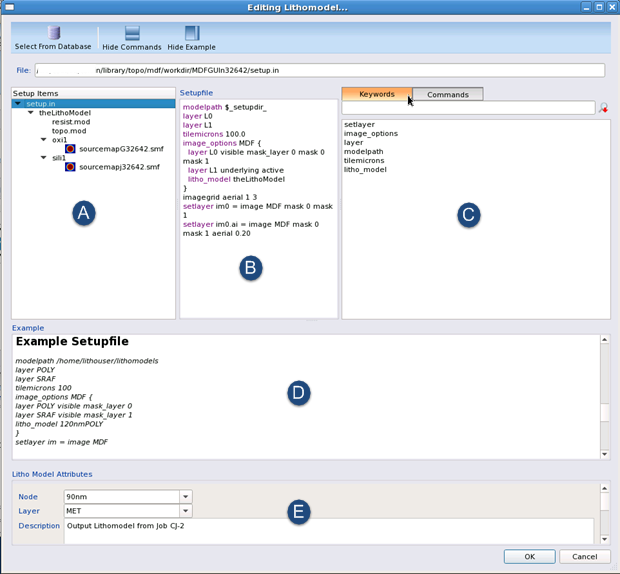 Editing Lithomodel...
Select From Database
Hide Commands
Hide Example
File:
n/library/topo/mdf/workdir/MDFGUIn32642/setup.in
Setup Items
setup.in
theLithoModel
resist.mod
topo.mod
oxi1
sourcemapG32642.smf
sili1
sourcemapj32642.smf
A
Setupfile
modelpath $_setupdir_
layer L0
layer L1
tilemicrons 100.0
image_options MDF {
layer L0 visible mask_layer 0 mask 0
mask 1
layer L1 underlying active
litho_model theLithoModel
}
imagegrid aerial 1 3
setlayer im0 = image MDF mask 0 mask
1
setlayer im0.ai = image MDF mask 0
mask 1 aerial 0.20
B
Keywords
Commands
setlayer
image_options
layer
modelpath
tilemicrons
litho_model
C
Example
Example Setupfile
modelpath /home/lithouser/lithomodels
layer POLY
layer SRAF
tilemicrons 100
image_options MDF {
layer POLY visible mask_layer 0
layer SRAF visible mask_layer 1
litho_model 120nmPOLY
}
setlayer im = image MDF
D
Litho Model Attributes
Node
90nm
Layer
MET
Description
Output Lithomodel from Job CJ-2
E
OK
Cancel